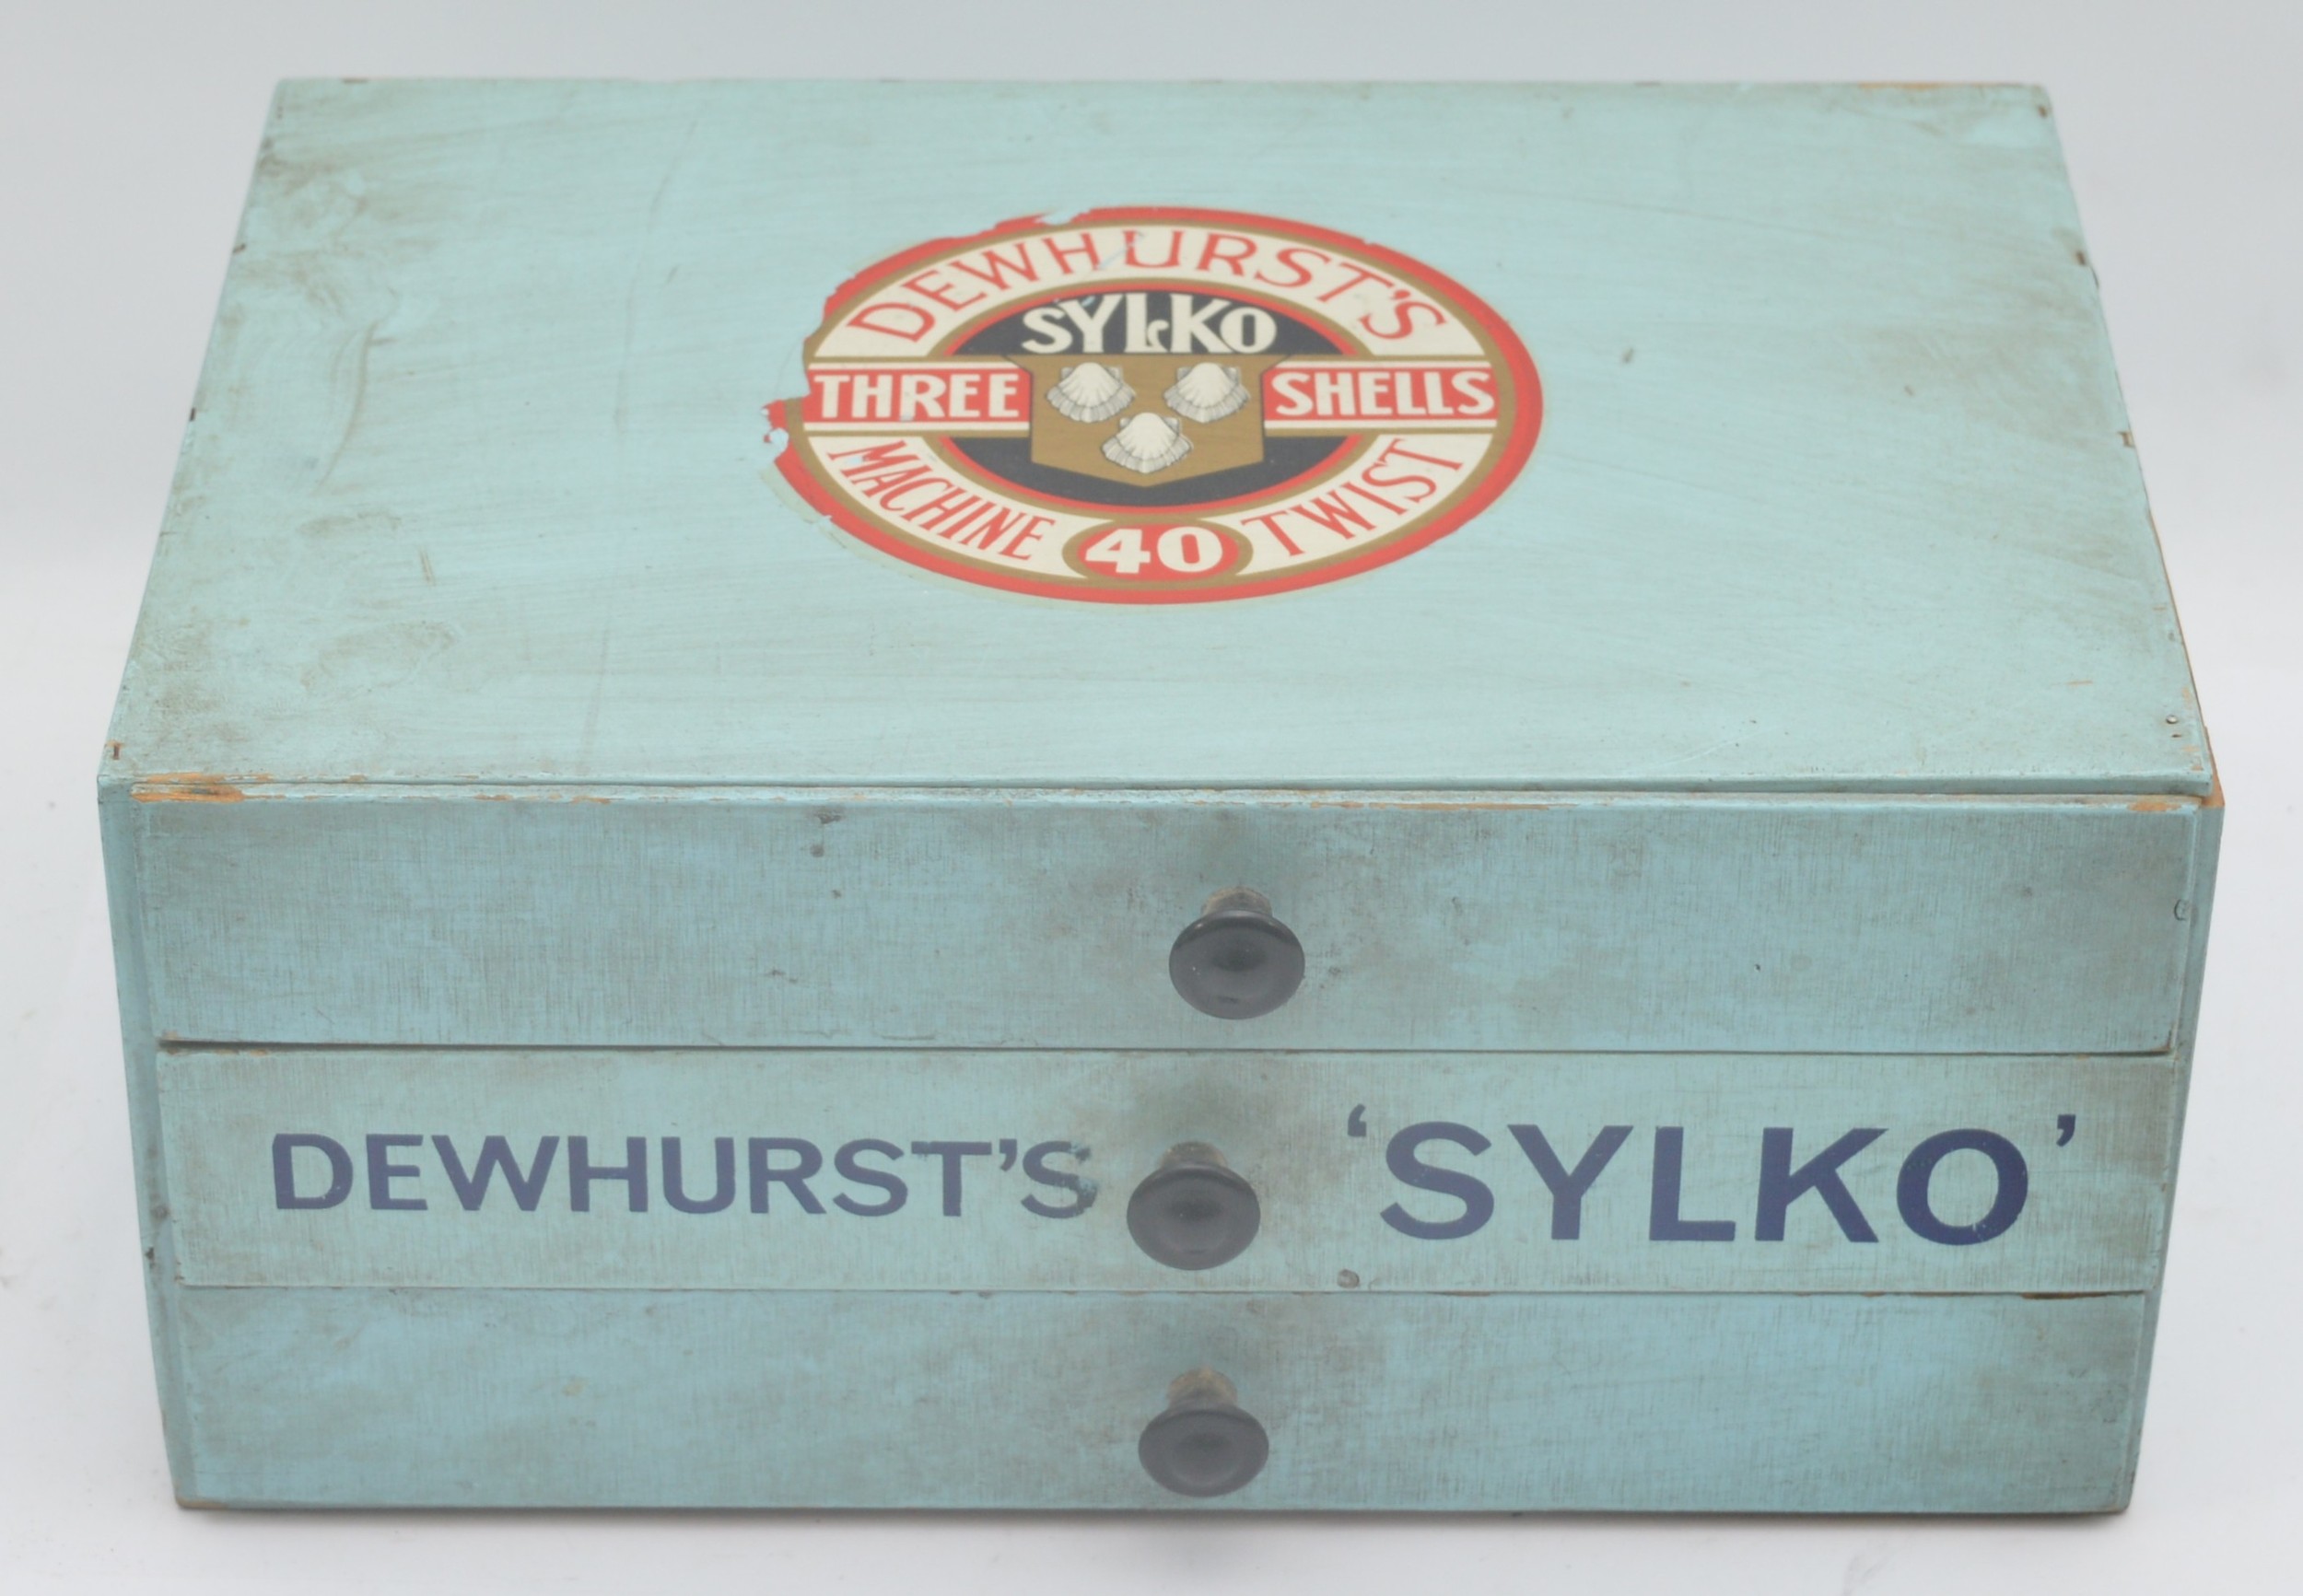 DEWHURST'S
SYLKO
THREE SHELLS
MACHINE 40 TWIST
DEWHURST'S 'SYLKO'